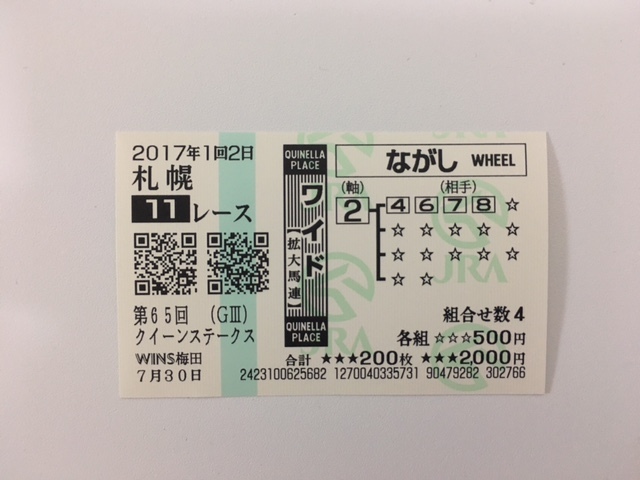 2017年1回2日
札幌
11レース
第65回 (GⅢ)
クイーンステークス
WINS梅田
7月30日
QUINELLA
PLACE
ワイド
【拡大馬連】
QUINELLA
PLACE
ながし WHEEL
(軸) (相手)
2 4 6 7 8 ☆
☆ ☆ ☆ ☆ ☆
☆ ☆ ☆ ☆ ☆
☆ ☆
組合せ数4
各組 ☆☆☆500円
合計 ★★★200枚 ★★★2,000円
2423100625682 1270040335731 90479282 302766
JRA
JRA
JRA